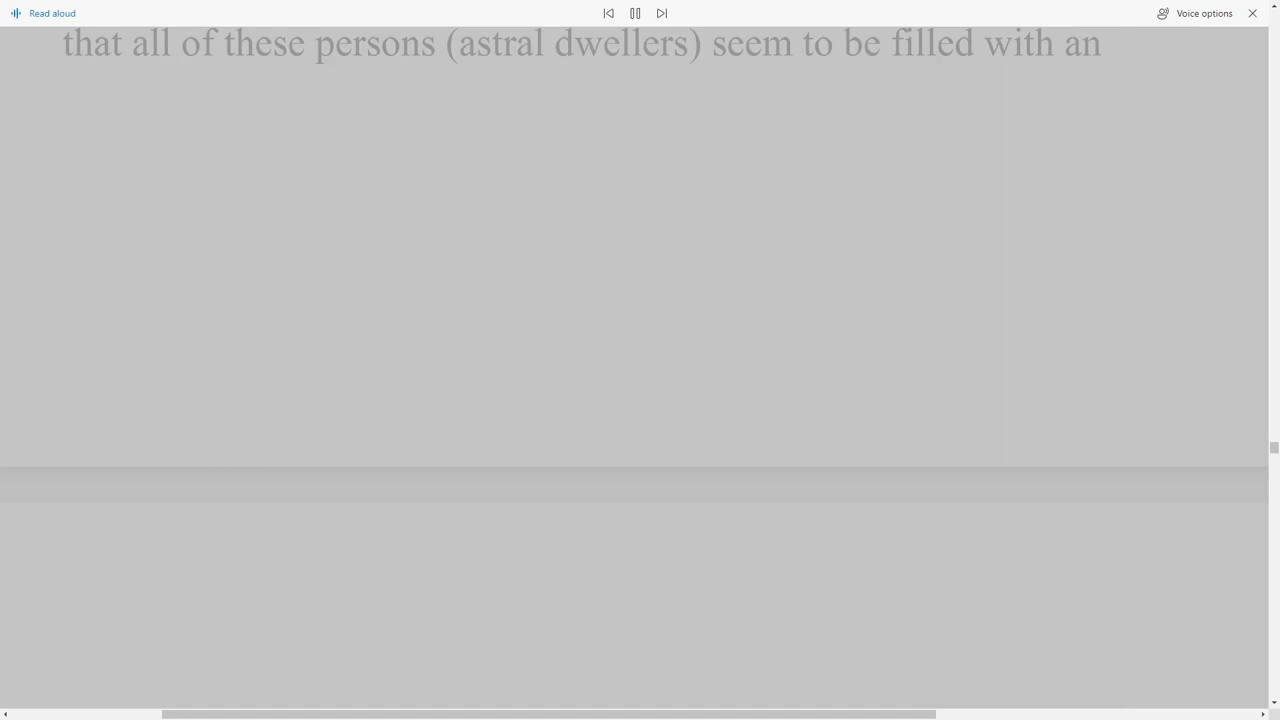 Read aloud
Voice options
that all of these persons (astral dwellers) seem to be filled with an